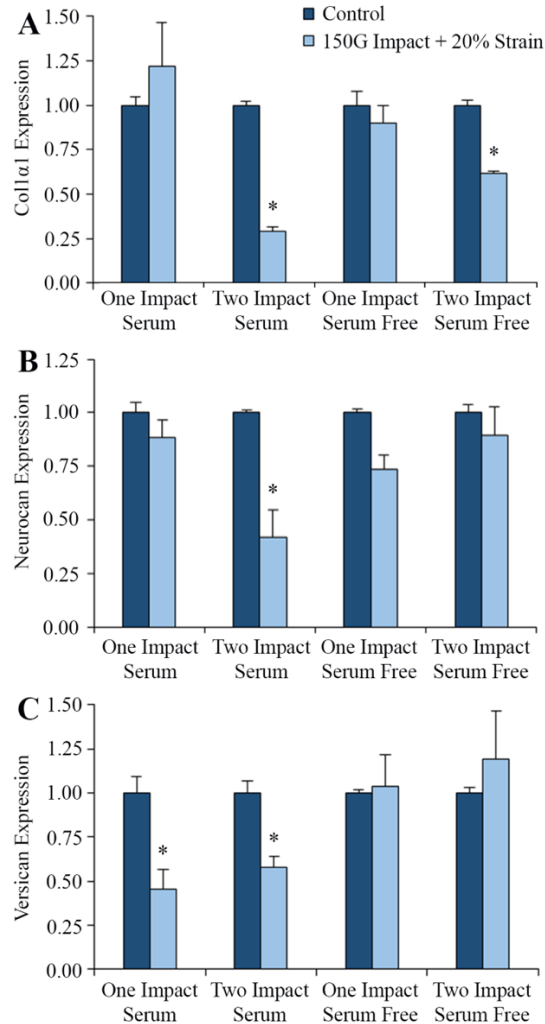 A
Control
150G Impact + 20% Strain
Col1α1 Expression
1.50
1.25
1.00
0.75
0.50
0.25
0.00
*
*
One Impact Two Impact One Impact Two Impact
Serum Serum Serum Free Serum Free
B
Neurocan Expression
1.25
1.00
0.75
0.50
0.25
0.00
*
One Impact Two Impact One Impact Two Impact
Serum Serum Serum Free Serum Free
C
Versican Expression
1.50
1.25
1.00
0.75
0.50
0.25
0.00
*
*
One Impact Two Impact One Impact Two Impact
Serum Serum Serum Free Serum Free